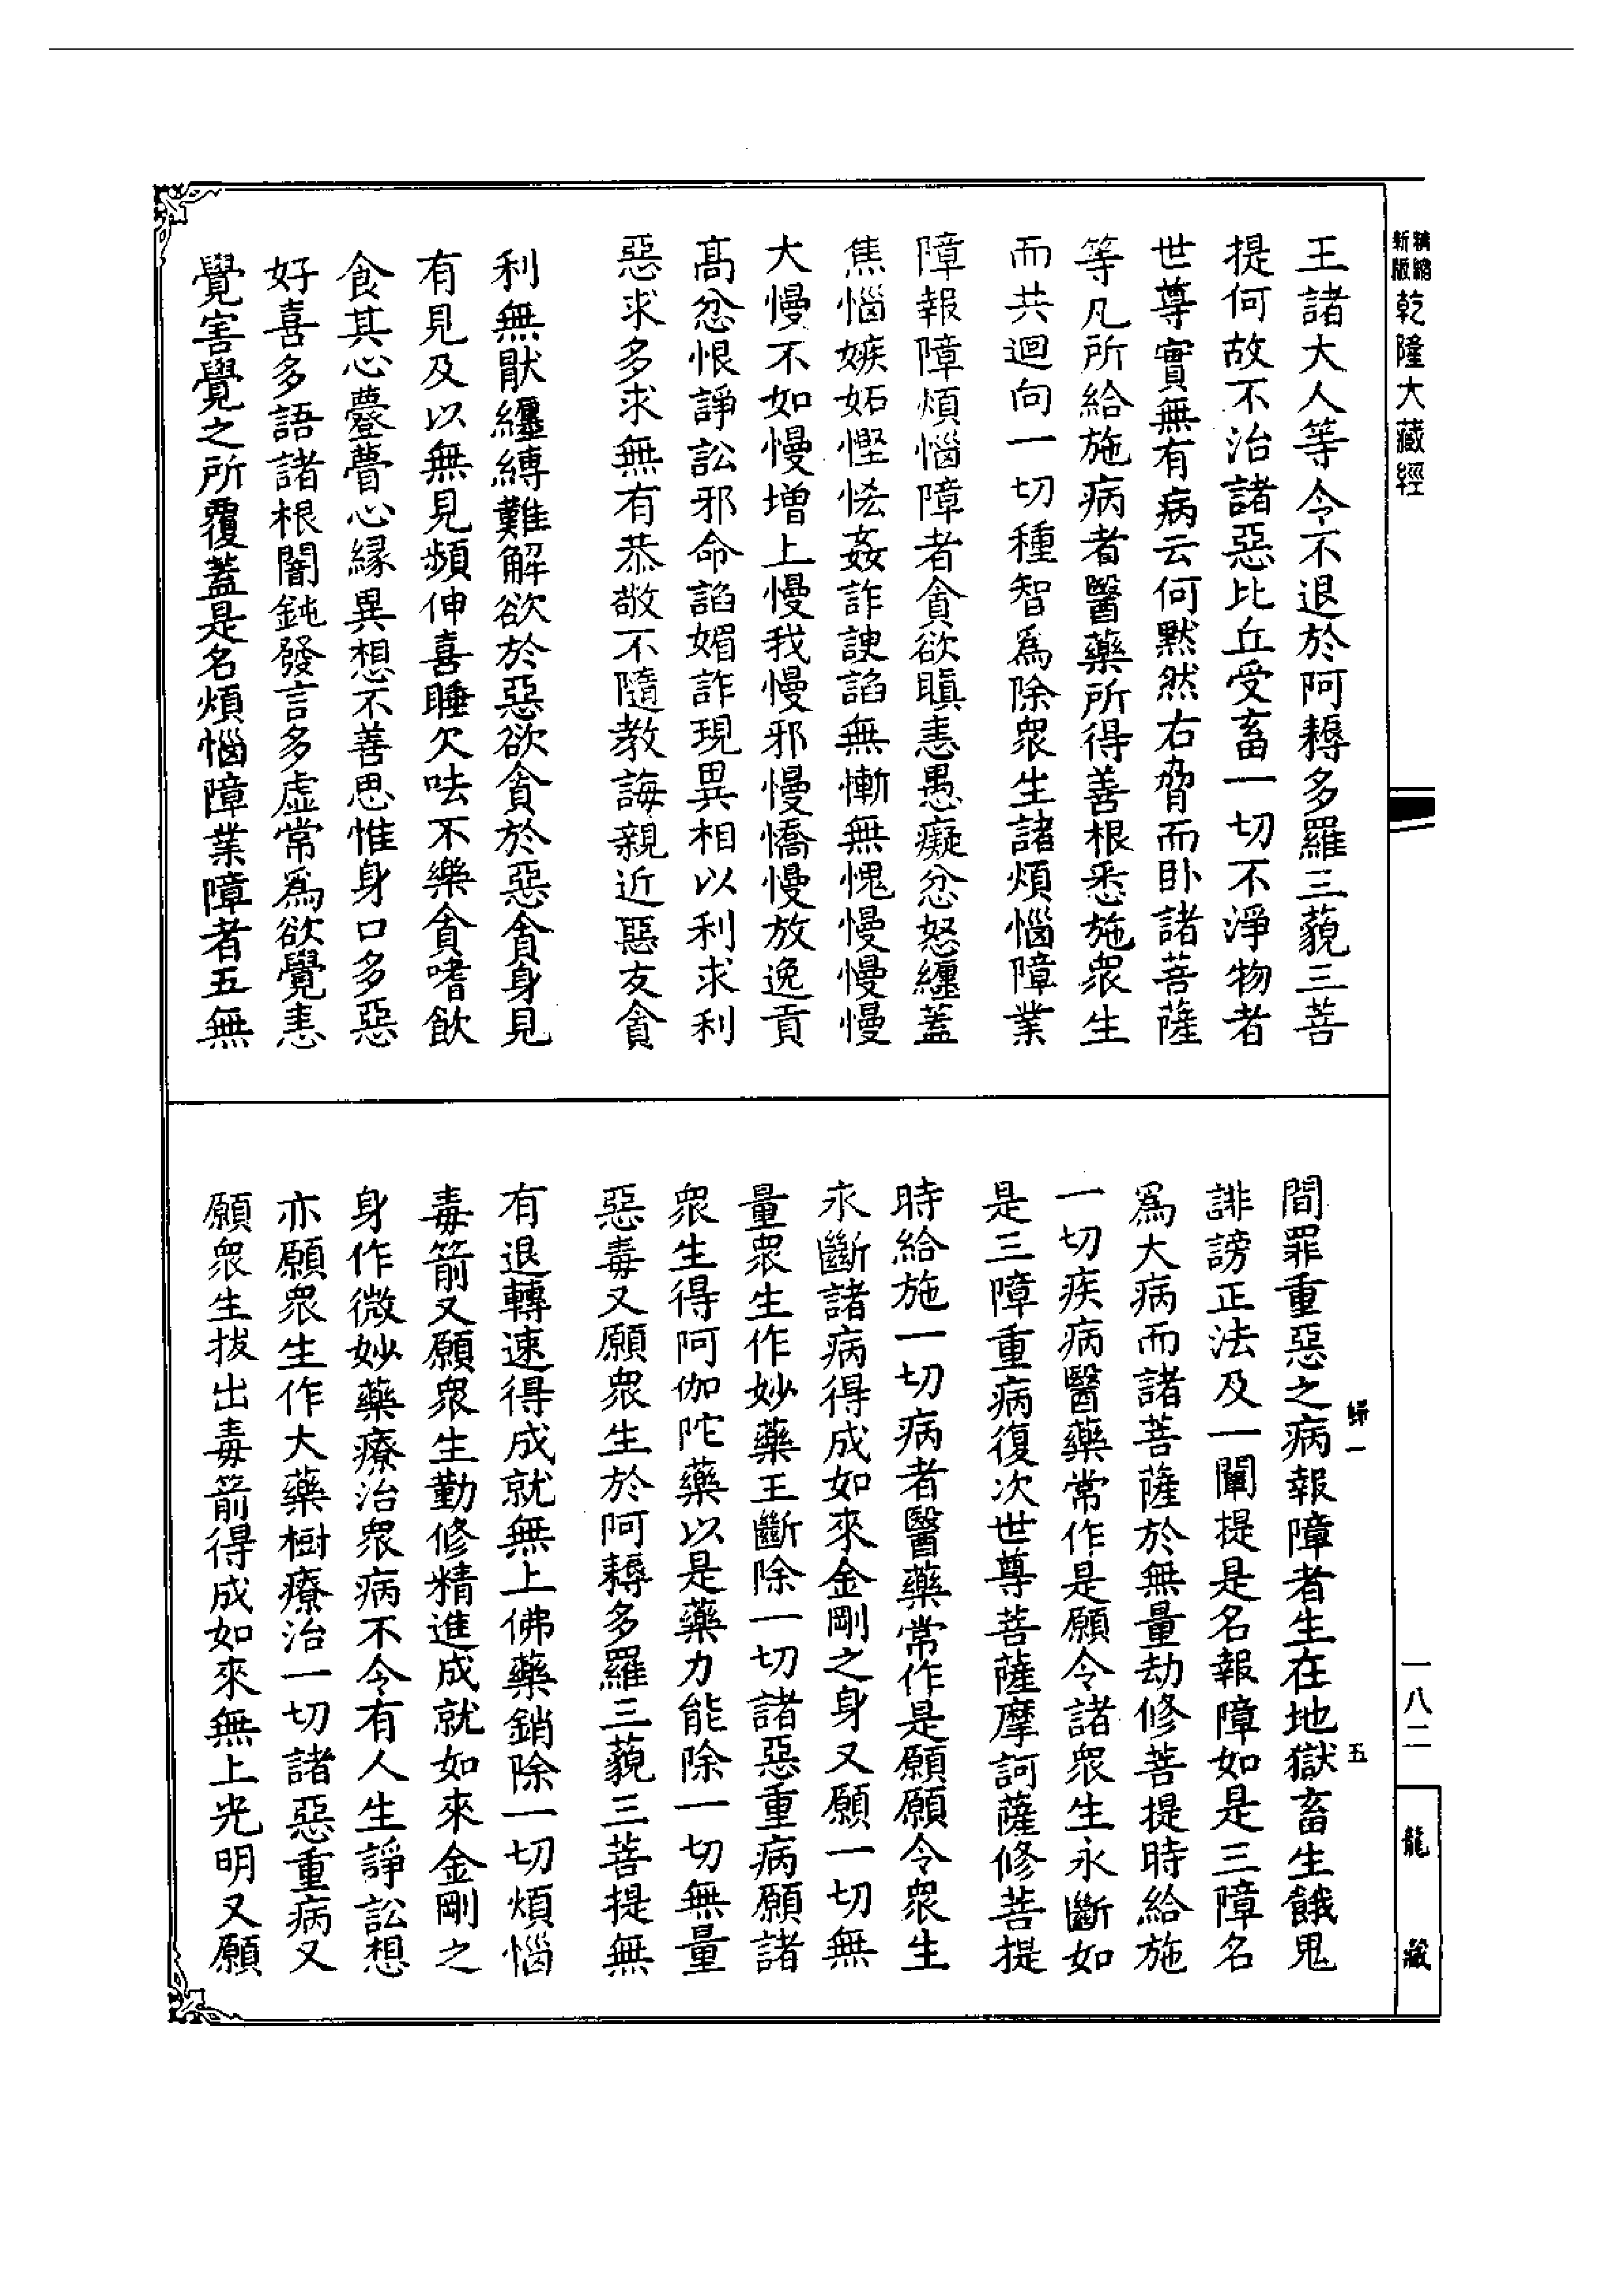 新版精縮乾隆大藏經
王諸大人等令不退於阿耨多羅三藐三菩
提何故不治諸惡比丘受畜一切不淨物者
世尊實無有病云何默然右脅而卧諸菩薩
等凡所給施病者醫藥所得善根悉施衆生
而共迴向一切種智爲除衆生諸煩惱障業
障報障煩惱障者貪欲瞋恚愚癡忿怒纏蓋
焦惱嫉妬慳悋姦詐諛諂無慚無愧慢慢慢
大慢不如慢增上慢我慢邪慢憍慢放逸貢
髙忿恨諍訟邪命諂媚詐現異相以利求利
惡求多求無有恭敬不隨教誨親近惡友貪
利無猒纏縛難解欲於惡欲貪於惡貪身見
有見及以無見頻伸喜睡欠呿不樂貪嗜飲
食其心薹瞢心緣異想不善思惟身口多惡
好喜多語諸根闇鈍發言多虛常爲欲覺恚
覺害覺之所覆蓋是名煩惱障業障者五無
間罪重惡之病報障者生在地獄畜生餓鬼
誹謗正法及一闡提是名報障如是三障名
爲大病而諸菩薩於無量劫修菩提時給施
一切疾病醫藥常作是願令諸衆生永斷如
是三障重病復次世尊菩薩摩訶薩修菩提
時給施一切病者醫藥常作是願願令衆生
永斷諸病得成如來金剛之身又願一切無
量衆生作妙藥王斷除一切諸惡重病願諸
衆生得阿伽陀藥以是藥力能除一切無量
惡毒又願衆生於阿耨多羅三藐三菩提無
有退轉速得成就無上佛藥銷除一切煩惱
毒箭又願衆生勤修精進成就如來金剛之
身作微妙藥療治衆病不令有人生諍訟想
亦願衆生作大藥樹療治一切諸惡重病又
願衆生拔出毒箭得成如來無上光明又願
歸一
五
一八二
龍藏